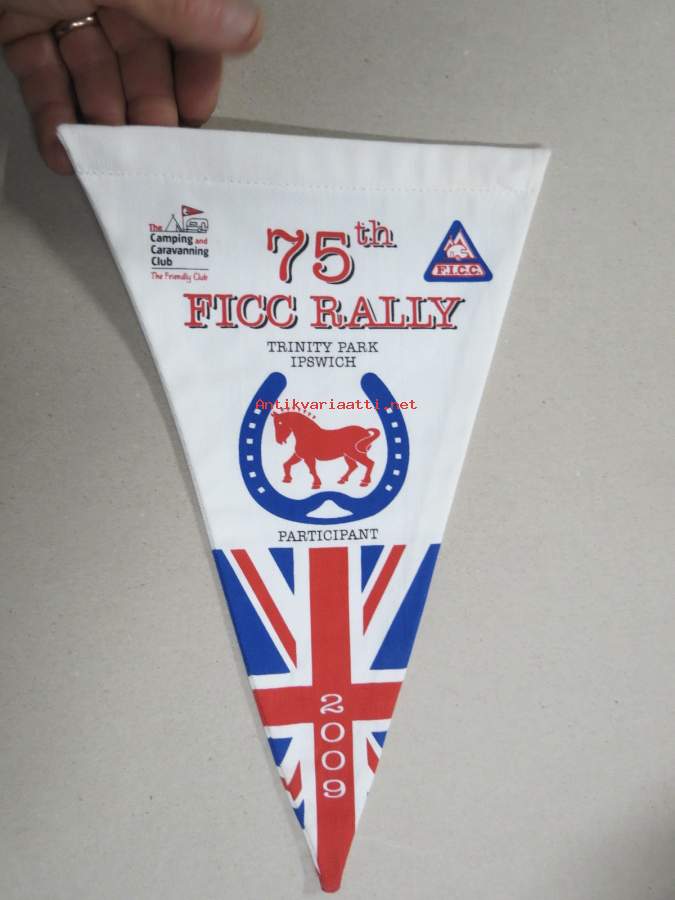 The
Camping and
Caravanning
Club
The Friendly Club
75th
F.I.C.C.
FICC RALLY
TRINITY PARK
IPSWICH
Antikvariaatti.net
PARTICIPANT
2009